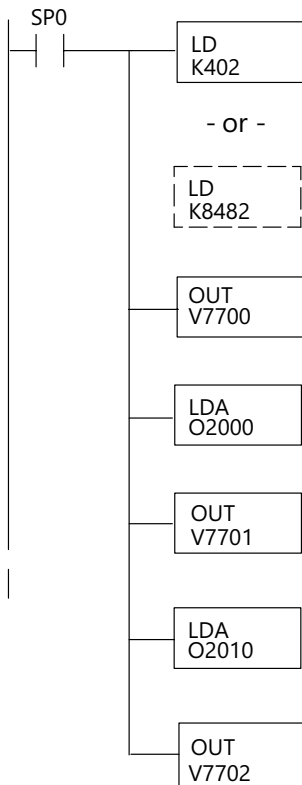 SP0
LD
K402
- or -
LD
K8482
OUT
V7700
LDA
O2000
OUT
V7701
LDA
O2010
OUT
V7702